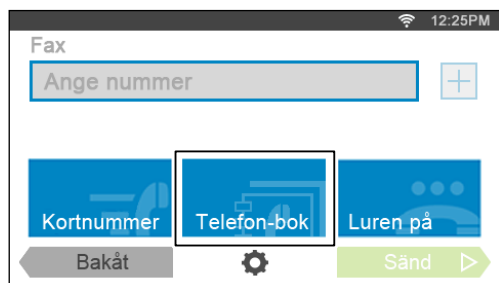 12:25PM
Fax
Ange nummer
Kortnummer Telefon-bok Luren på
Bakåt Sänd